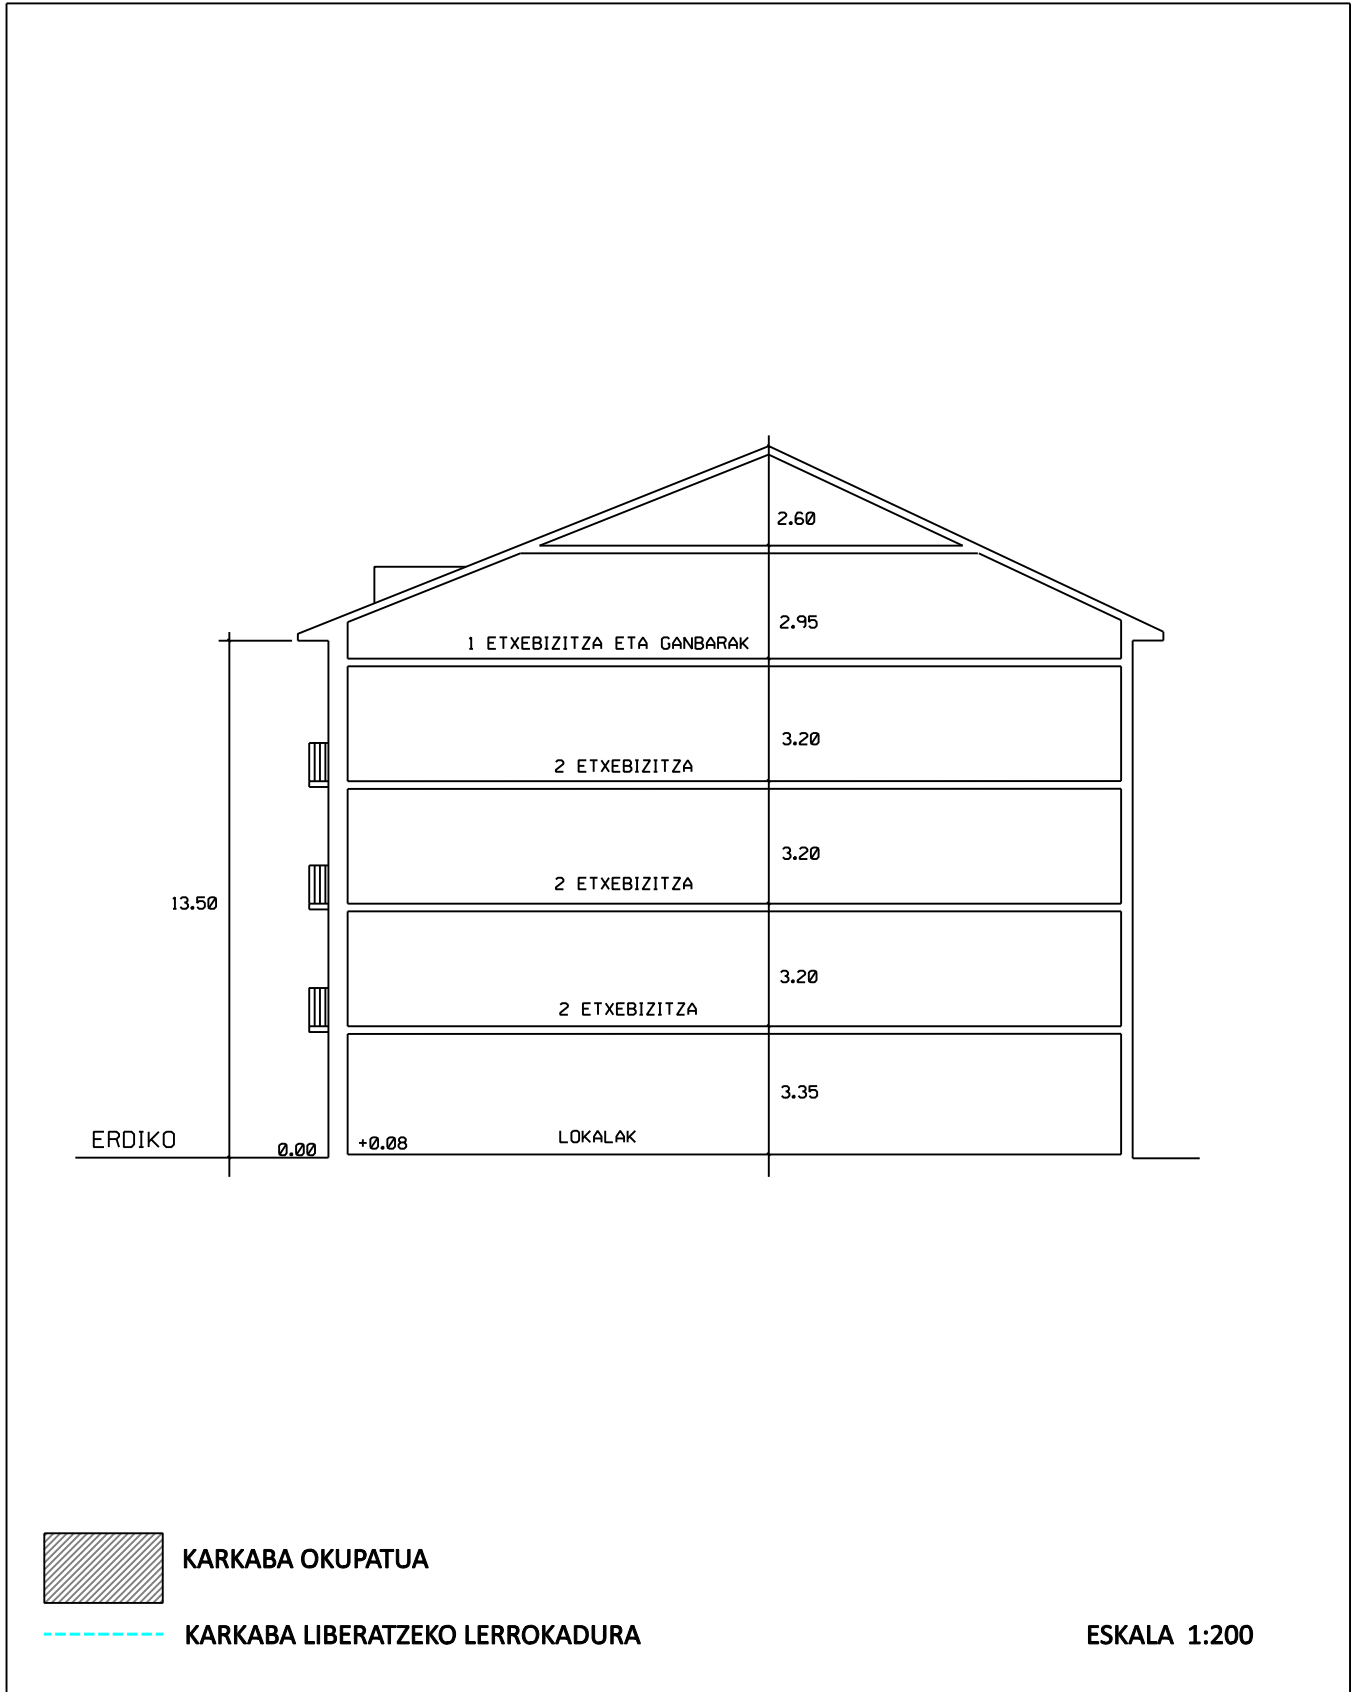 2.60
2.95
1 ETXEBIZITZA ETA GANBARAK
3.20
2 ETXEBIZITZA
3.20
2 ETXEBIZITZA
13.50
3.20
2 ETXEBIZITZA
3.35
ERDIKO
0.00
+0.08
LOKALAK
KARKABA OKUPATUA
KARKABA LIBERATZEKO LERROKADURA
ESKALA 1:200